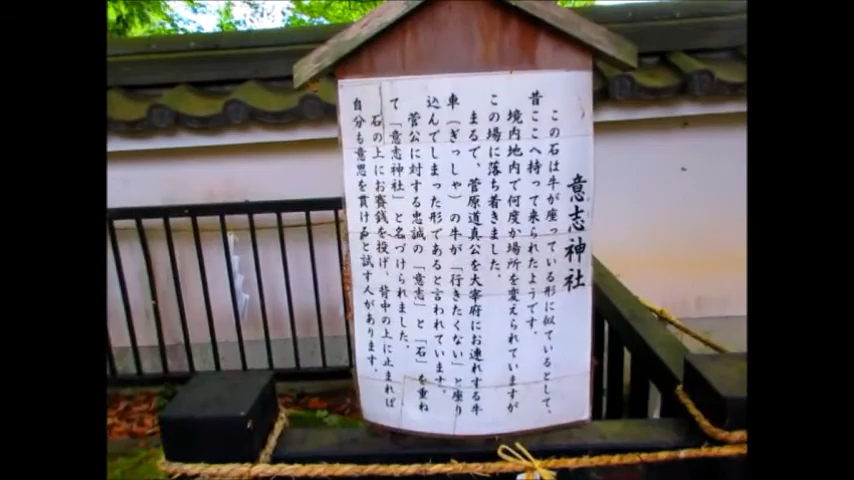 意志神社
この石は牛が座っている形に似ているとして、
昔ここへ持って来られたようです。
境内地内で何度か場所を変えられていますが
この場に落ち着きました。
まるで、菅原道真公を大宰府にお連れする牛
車（ぎっしゃ）の牛が「行きたくない」と座り
込んでしまった形であると言われています。
菅公に対する忠誠の「意志」と「石」を重ね
て「意志神社」と名づけられました。
石の上にお賽銭を投げ、背中の上に止まれば
自分も意思を貫けると試す人があります。